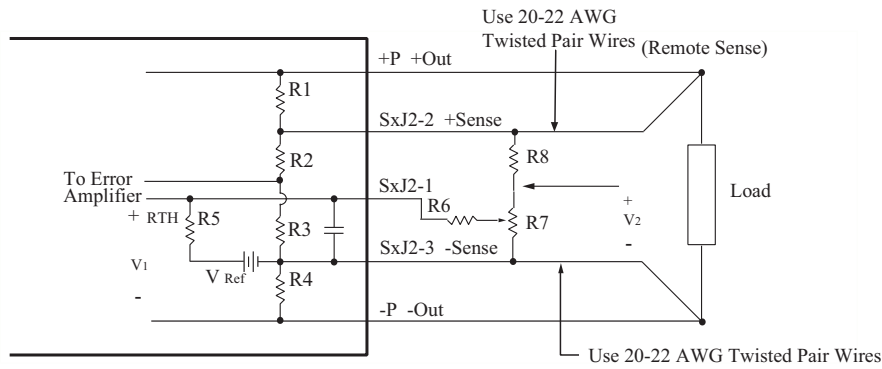 Use 20-22 AWG
Twisted Pair Wires
(Remote Sense)
+P +Out
R1
SxJ2-2 +Sense
R2
R8
To Error
Amplifier
SxJ2-1
+ RTH
R5
R3
R6
R7
+
V2
-
Load
V1
V Ref
SxJ2-3 -Sense
R4
-
-P -Out
Use 20-22 AWG Twisted Pair Wires